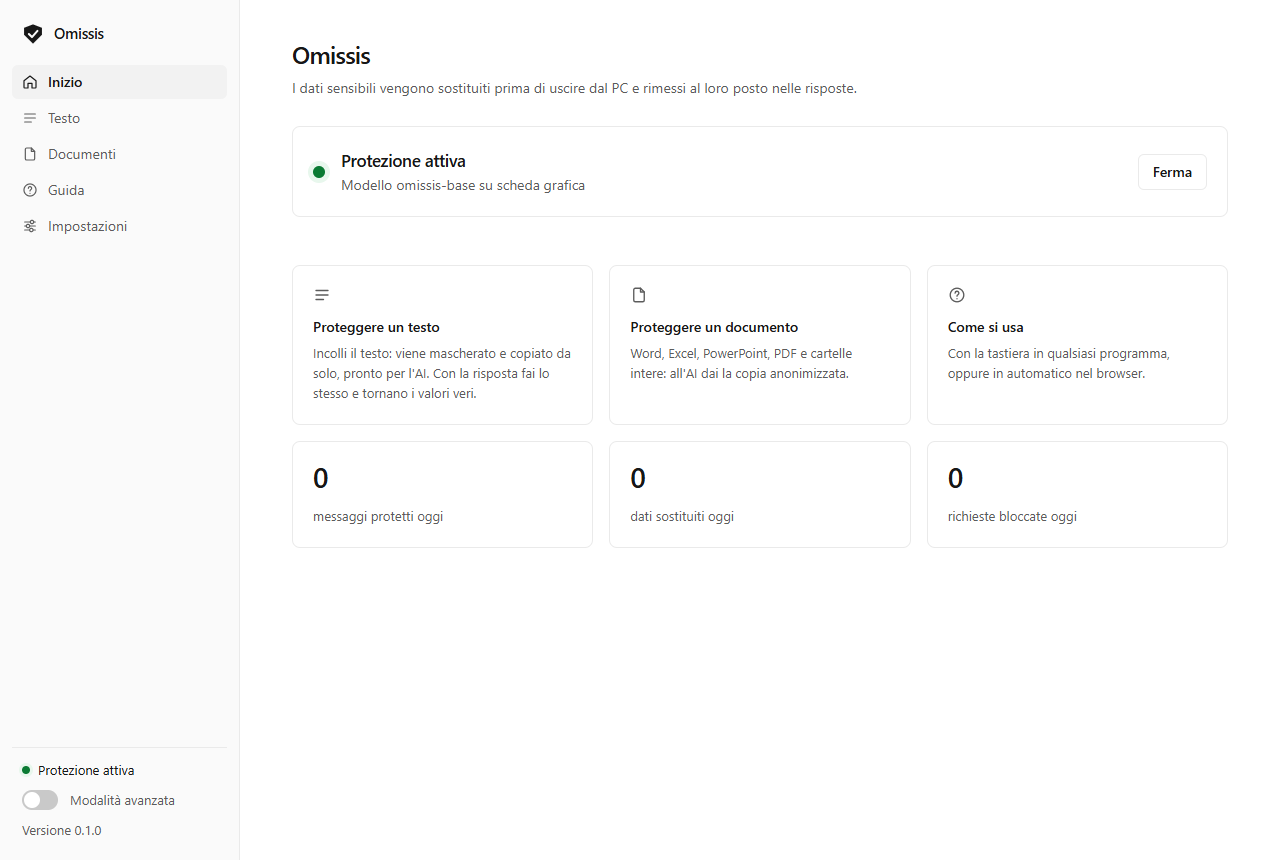 Omissis
Inizio
Testo
Documenti
Guida
Impostazioni
Protezione attiva
Modalità avanzata
Versione 0.1.0
Omissis
I dati sensibili vengono sostituiti prima di uscire dal PC e rimessi al loro posto nelle risposte.
Protezione attiva
Modello omissis-base su scheda grafica
Ferma
Proteggere un testo
Incolli il testo: viene mascherato e copiato da
solo, pronto per l'AI. Con la risposta fai lo
stesso e tornano i valori veri.
Proteggere un documento
Word, Excel, PowerPoint, PDF e cartelle
intere: all'AI dai la copia anonimizzata.
Come si usa
Con la tastiera in qualsiasi programma,
oppure in automatico nel browser.
0
messaggi protetti oggi
0
dati sostituiti oggi
0
richieste bloccate oggi